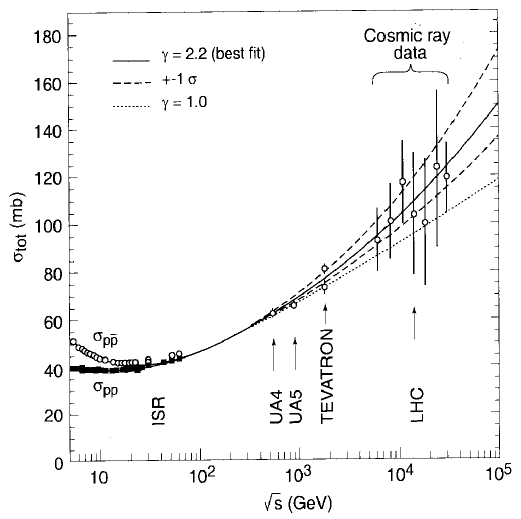 180
160
140
120
100
80
60
40
20
0
σtot (mb)
γ = 2.2 (best fit)
+-1 σ
γ = 1.0
Cosmic ray
data
σpp̅
σpp
ISR
UA4
UA5
TEVATRON
LHC
10
10²
10³
10⁴
10⁵
√s (GeV)